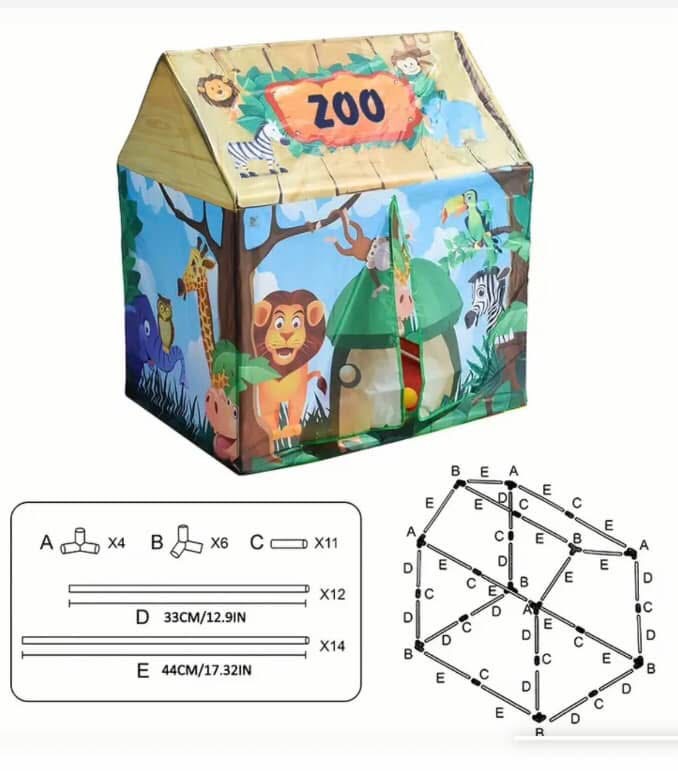 ZOO
A X4 B X6 C X11
X12
D 33CM/12.9IN
X14
E 44CM/17.32IN
B E A
D E
E E C C
E
A C E B A
D E D E E D
C E B
C D A C
D C D D E C D
B C E B
E C D D
E D C
B